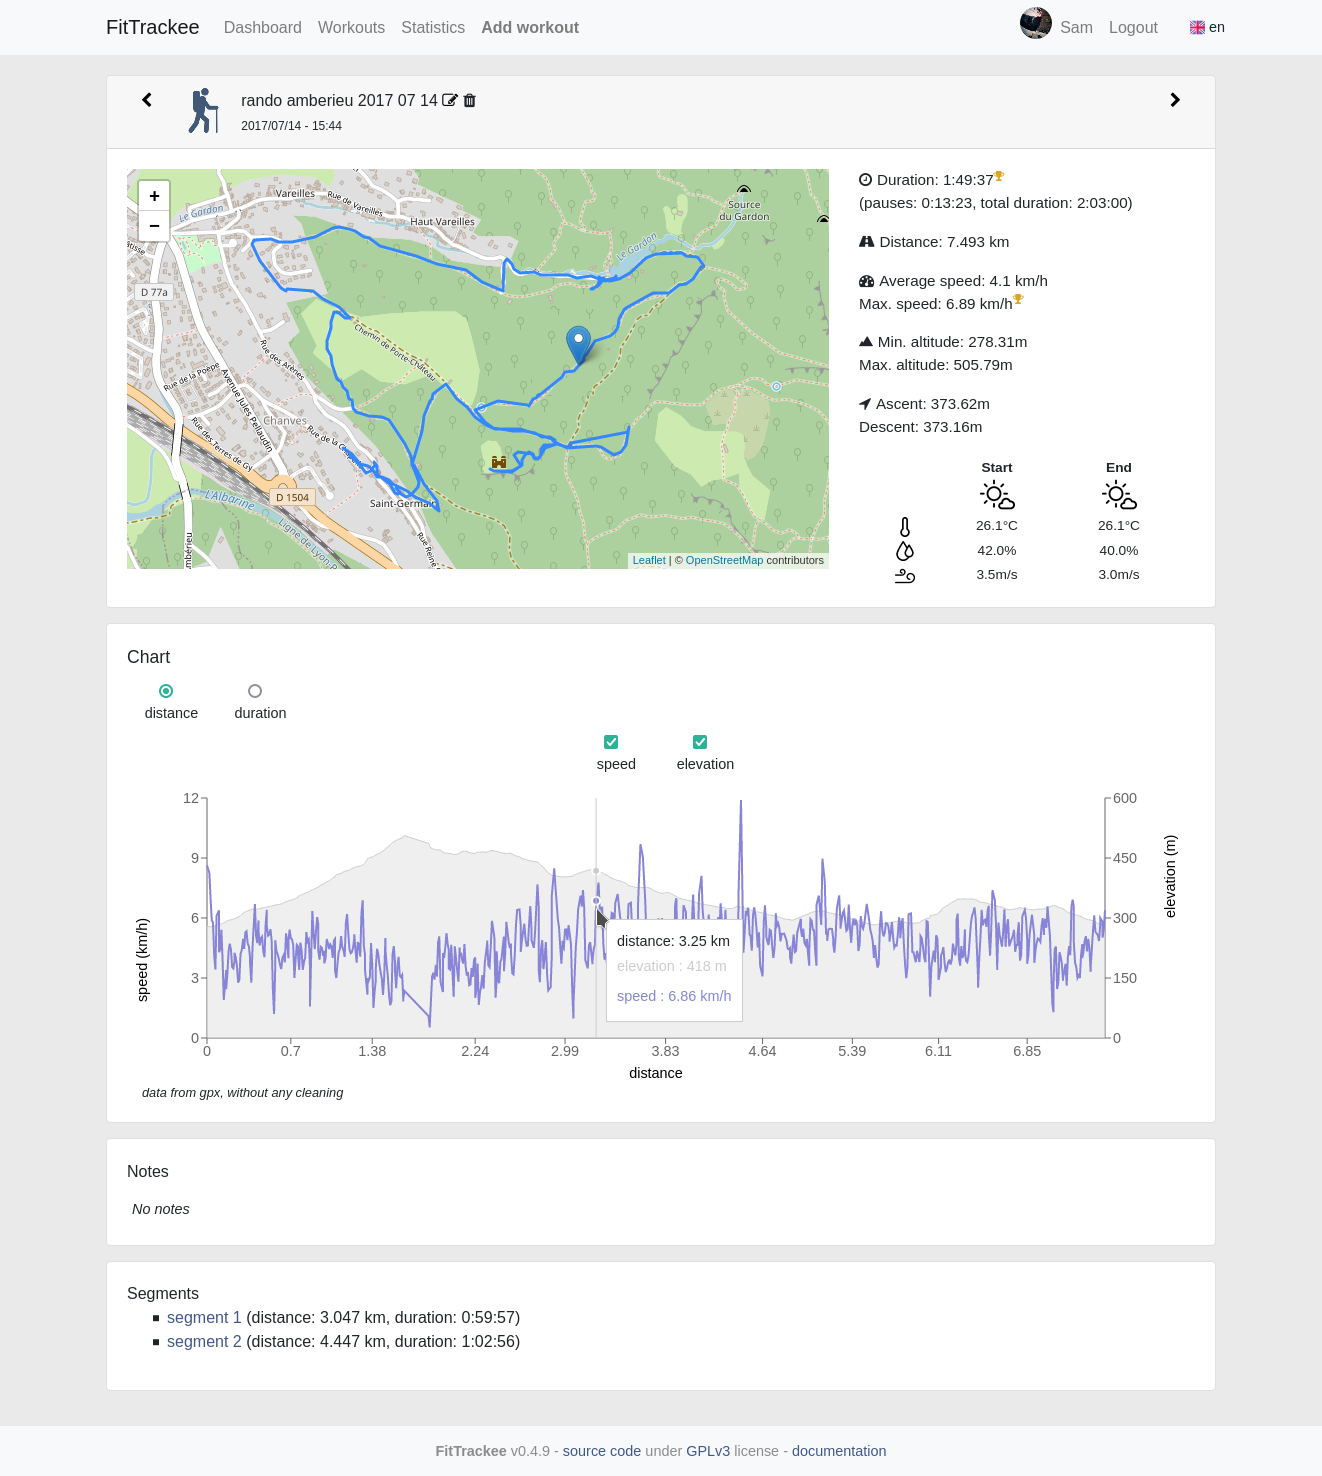 FitTrackee Dashboard Workouts Statistics Add workout Sam Logout en
rando amberieu 2017 07 14
2017/07/14 - 15:44
+
−
Vareilles
Rue de Vareilles
Le Gardon
Haut Vareilles
Source
du Gardon
Le Gardon
D 77a
Chemin de Porte-Château
Rue des Arènes
Rue de la Poëpe
Avenue Jules Pellaudin
Chanves
Rue des Terres de Gy
D 1504
Saint-Germain
L'Albarine
Leaflet | © OpenStreetMap contributors
Duration: 1:49:37
(pauses: 0:13:23, total duration: 2:03:00)
Distance: 7.493 km
Average speed: 4.1 km/h
Max. speed: 6.89 km/h
Min. altitude: 278.31m
Max. altitude: 505.79m
Ascent: 373.62m
Descent: 373.16m
Start End
26.1°C 26.1°C
42.0% 40.0%
3.5m/s 3.0m/s
Chart
distance duration
speed elevation
12
9
6
3
0
speed (km/h)
600
450
300
150
0
elevation (m)
distance: 3.25 km
elevation : 418 m
speed : 6.86 km/h
0 0.7 1.38 2.24 2.99 3.83 4.64 5.39 6.11 6.85
distance
data from gpx, without any cleaning
Notes
No notes
Segments
segment 1 (distance: 3.047 km, duration: 0:59:57)
segment 2 (distance: 4.447 km, duration: 1:02:56)
FitTrackee v0.4.9 - source code under GPLv3 license - documentation